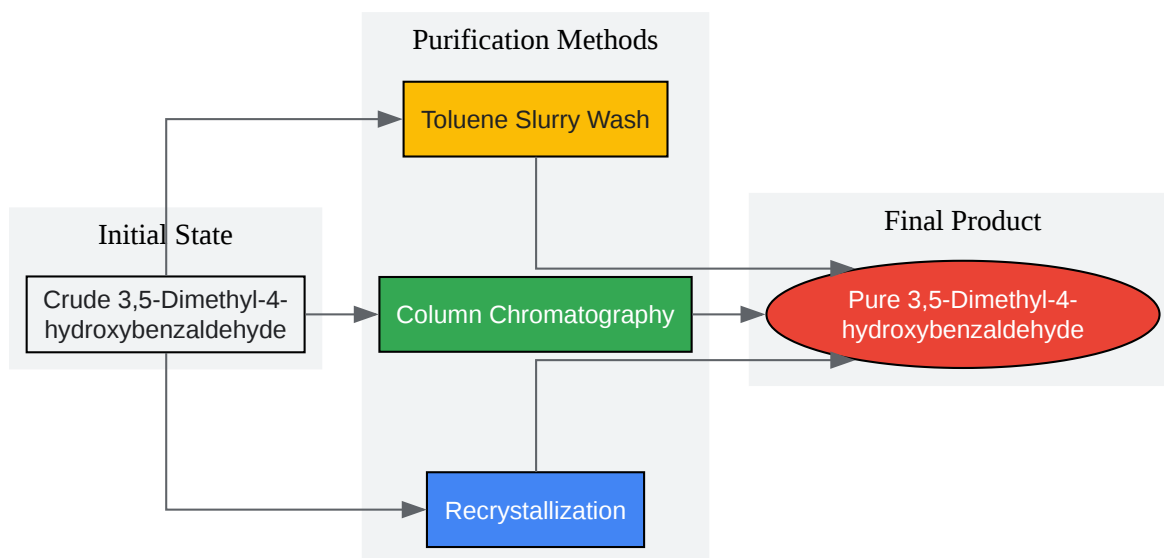 Purification Methods
Toluene Slurry Wash
Initial State
Crude 3,5-Dimethyl-4-
hydroxybenzaldehyde
Column Chromatography
Recrystallization
Final Product
Pure 3,5-Dimethyl-4-
hydroxybenzaldehyde